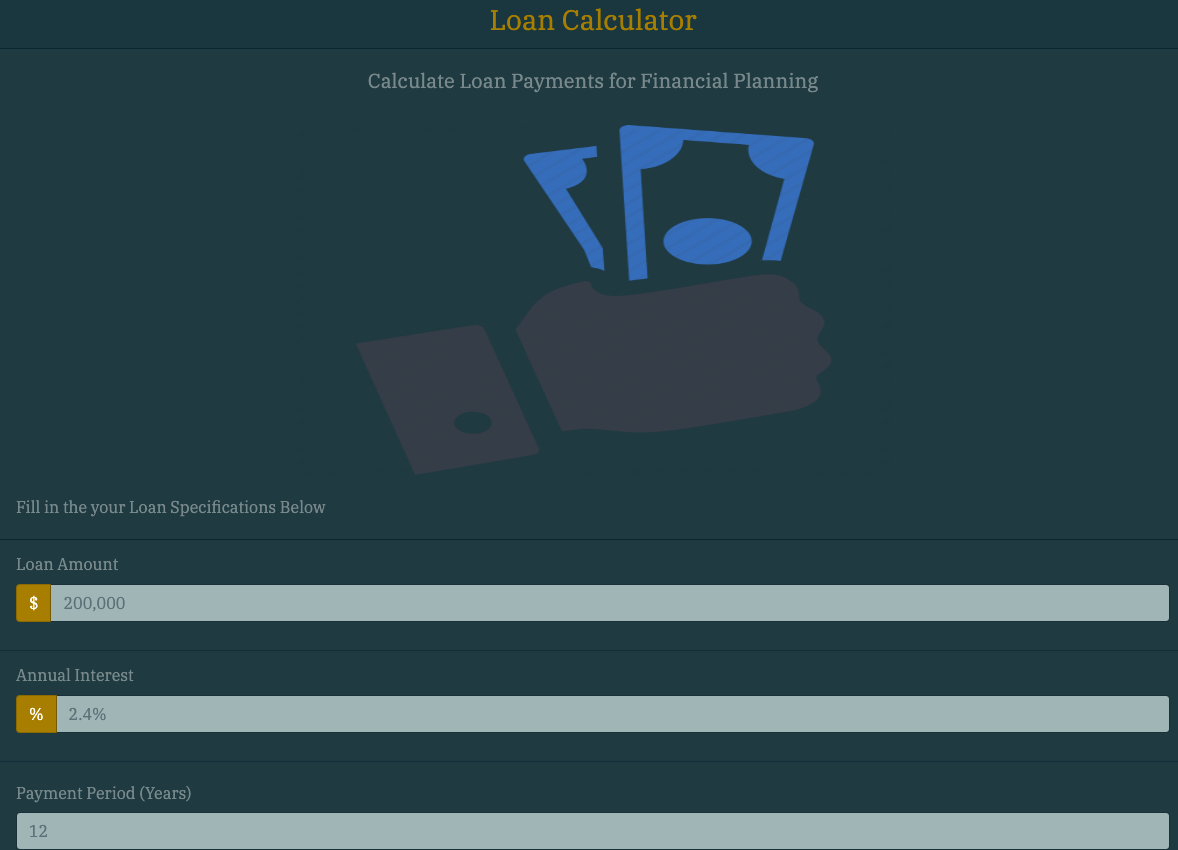 Loan Calculator
Calculate Loan Payments for Financial Planning
Fill in the your Loan Specifications Below
Loan Amount
$ 200,000
Annual Interest
% 2.4%
Payment Period (Years)
12